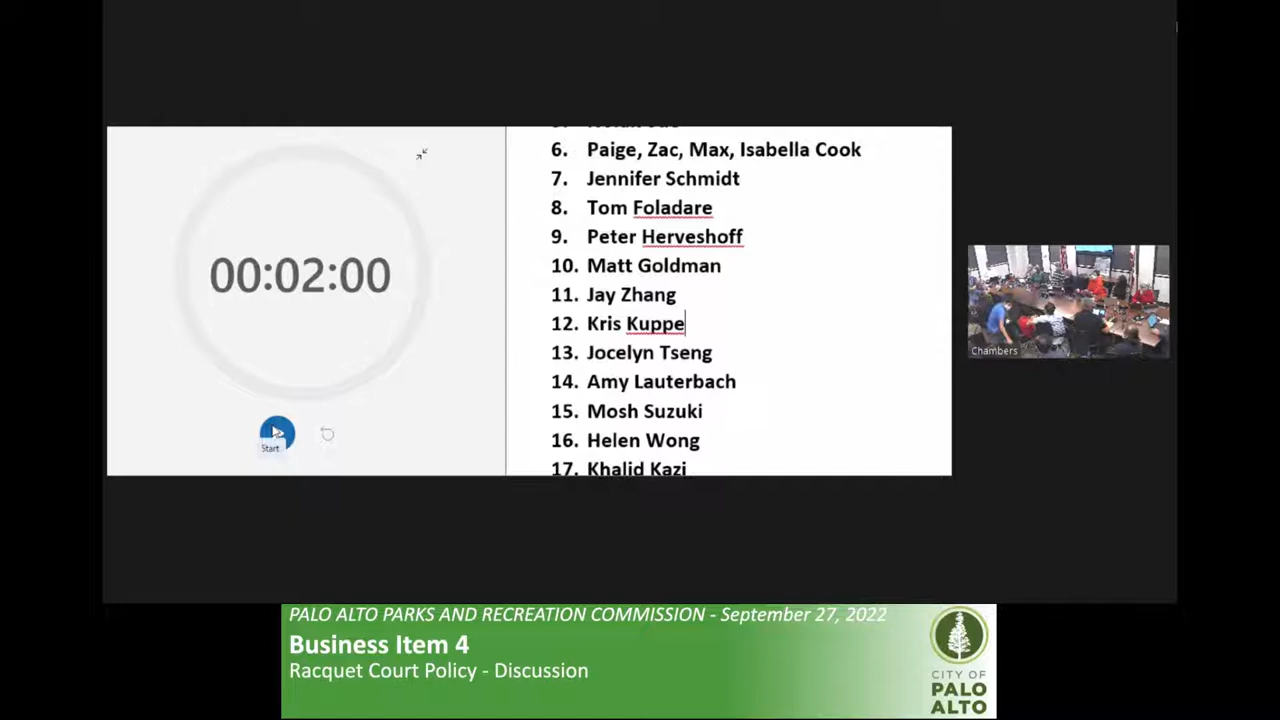 00:02:00
Start
6. Paige, Zac, Max, Isabella Cook
7. Jennifer Schmidt
8. Tom Foladare
9. Peter Herveshoff
10. Matt Goldman
11. Jay Zhang
12. Kris Kuppe
13. Jocelyn Tseng
14. Amy Lauterbach
15. Mosh Suzuki
16. Helen Wong
17. Khalid Kazi
Chambers
PALO ALTO PARKS AND RECREATION COMMISSION - September 27, 2022
Business Item 4
Racquet Court Policy - Discussion
CITY OF
PALO
ALTO